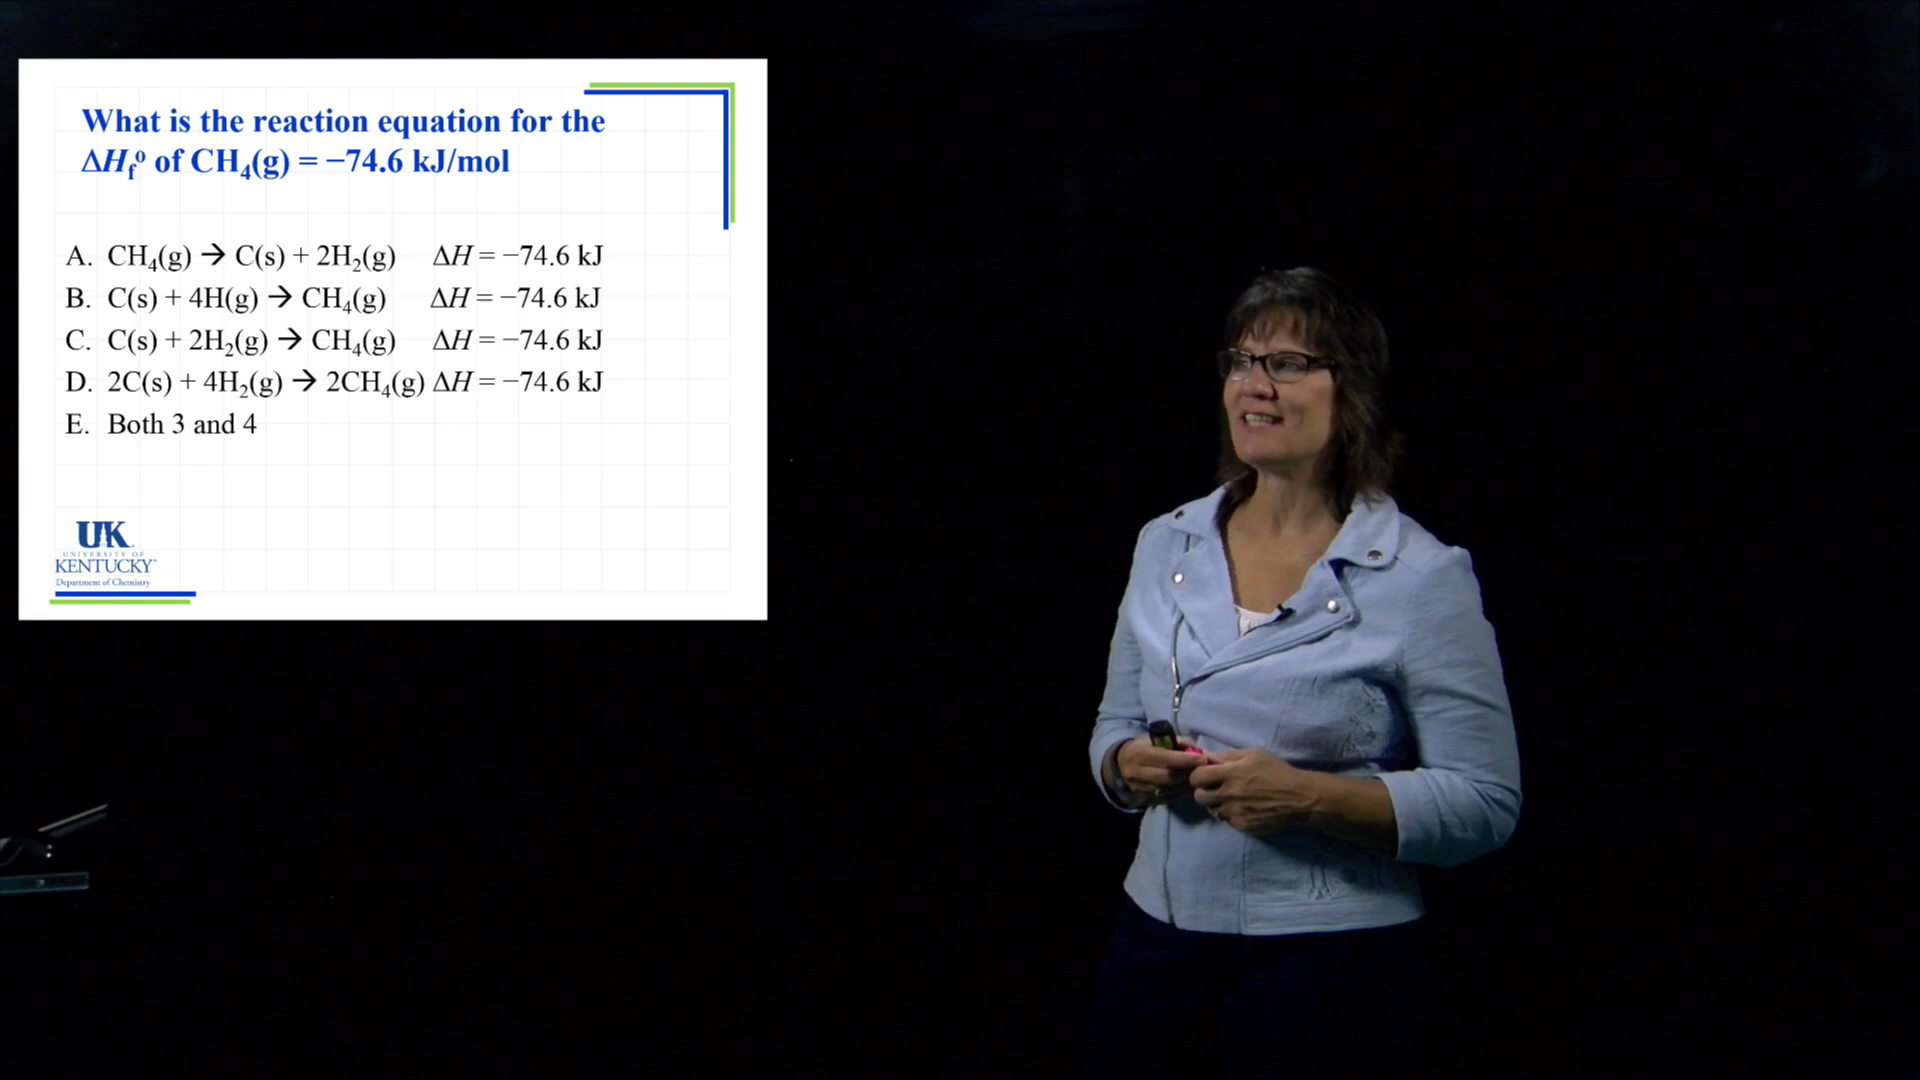 What is the reaction equation for the
ΔHf° of CH₄(g) = −74.6 kJ/mol
A. CH₄(g) → C(s) + 2H₂(g) ΔH = −74.6 kJ
B. C(s) + 4H(g) → CH₄(g) ΔH = −74.6 kJ
C. C(s) + 2H₂(g) → CH₄(g) ΔH = −74.6 kJ
D. 2C(s) + 4H₂(g) → 2CH₄(g) ΔH = −74.6 kJ
E. Both 3 and 4
UK
UNIVERSITY OF
KENTUCKY
Department of Chemistry